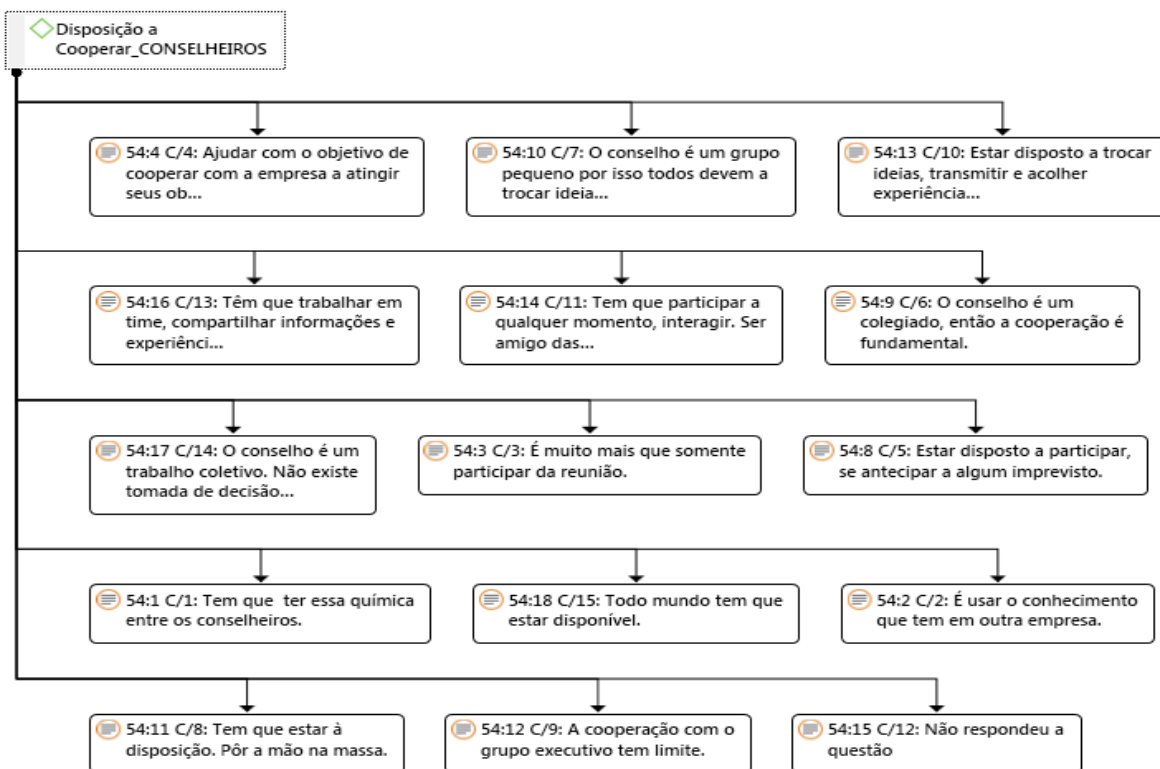 Disposição a
Cooperar_CONSELHEIROS
54:4 C/4: Ajudar com o objetivo de
cooperar com a empresa a atingir
seus ob...
54:10 C/7: O conselho é um grupo
pequeno por isso todos devem a
trocar ideia...
54:13 C/10: Estar disposto a trocar
ideias, transmitir e acolher
experiência...
54:16 C/13: Têm que trabalhar em
time, compartilhar informações e
experiênci...
54:14 C/11: Tem que participar a
qualquer momento, interagir. Ser
amigo das...
54:9 C/6: O conselho é um
colegiado, então a cooperação é
fundamental.
54:17 C/14: O conselho é um
trabalho coletivo. Não existe
tomada de decisão...
54:3 C/3: É muito mais que somente
participar da reunião.
54:8 C/5: Estar disposto a participar,
se antecipar a algum imprevisto.
54:1 C/1: Tem que  ter essa química
entre os conselheiros.
54:18 C/15: Todo mundo tem que
estar disponível.
54:2 C/2: É usar o conhecimento
que tem em outra empresa.
54:11 C/8: Tem que estar à
disposição. Pôr a mão na massa.
54:12 C/9: A cooperação com o
grupo executivo tem limite.
54:15 C/12: Não respondeu a
questão